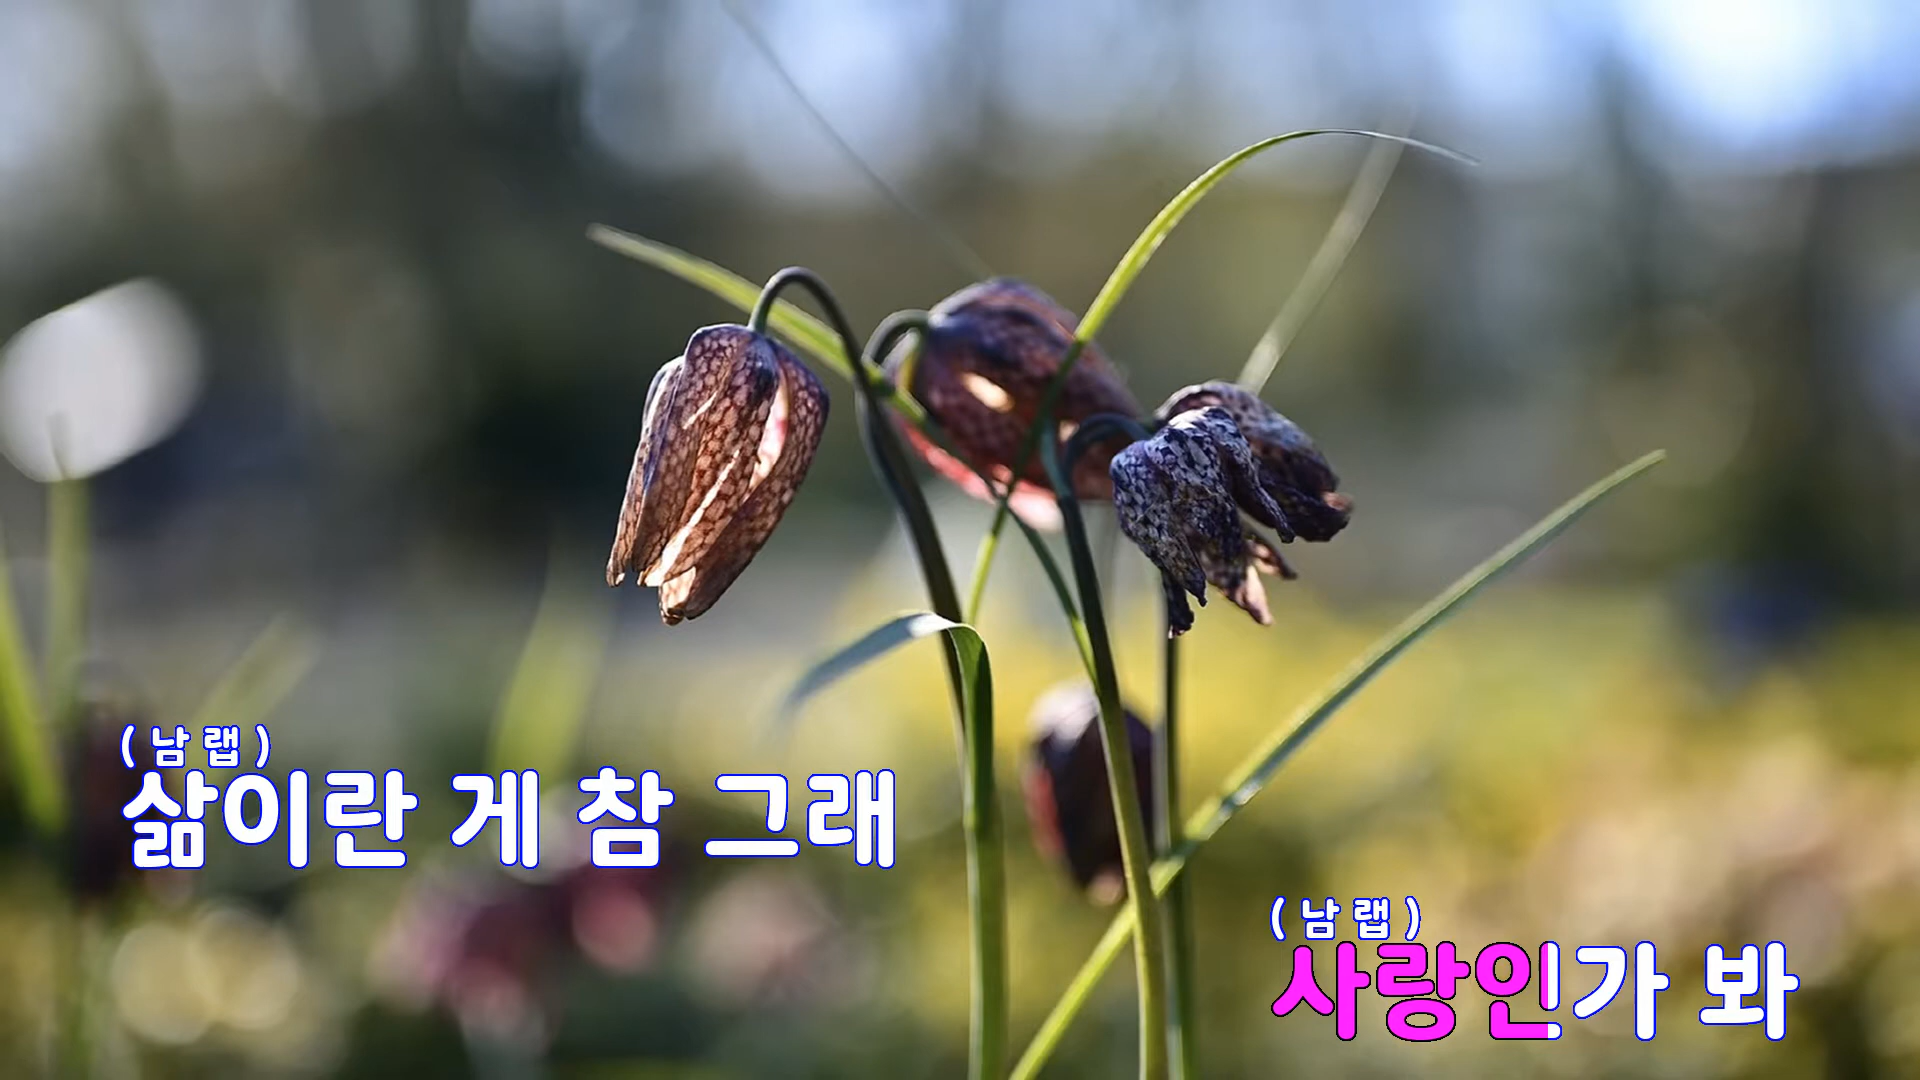 ( 남 랩 )
삶이란 게 참 그래
( 남 랩 )
사랑인가 봐